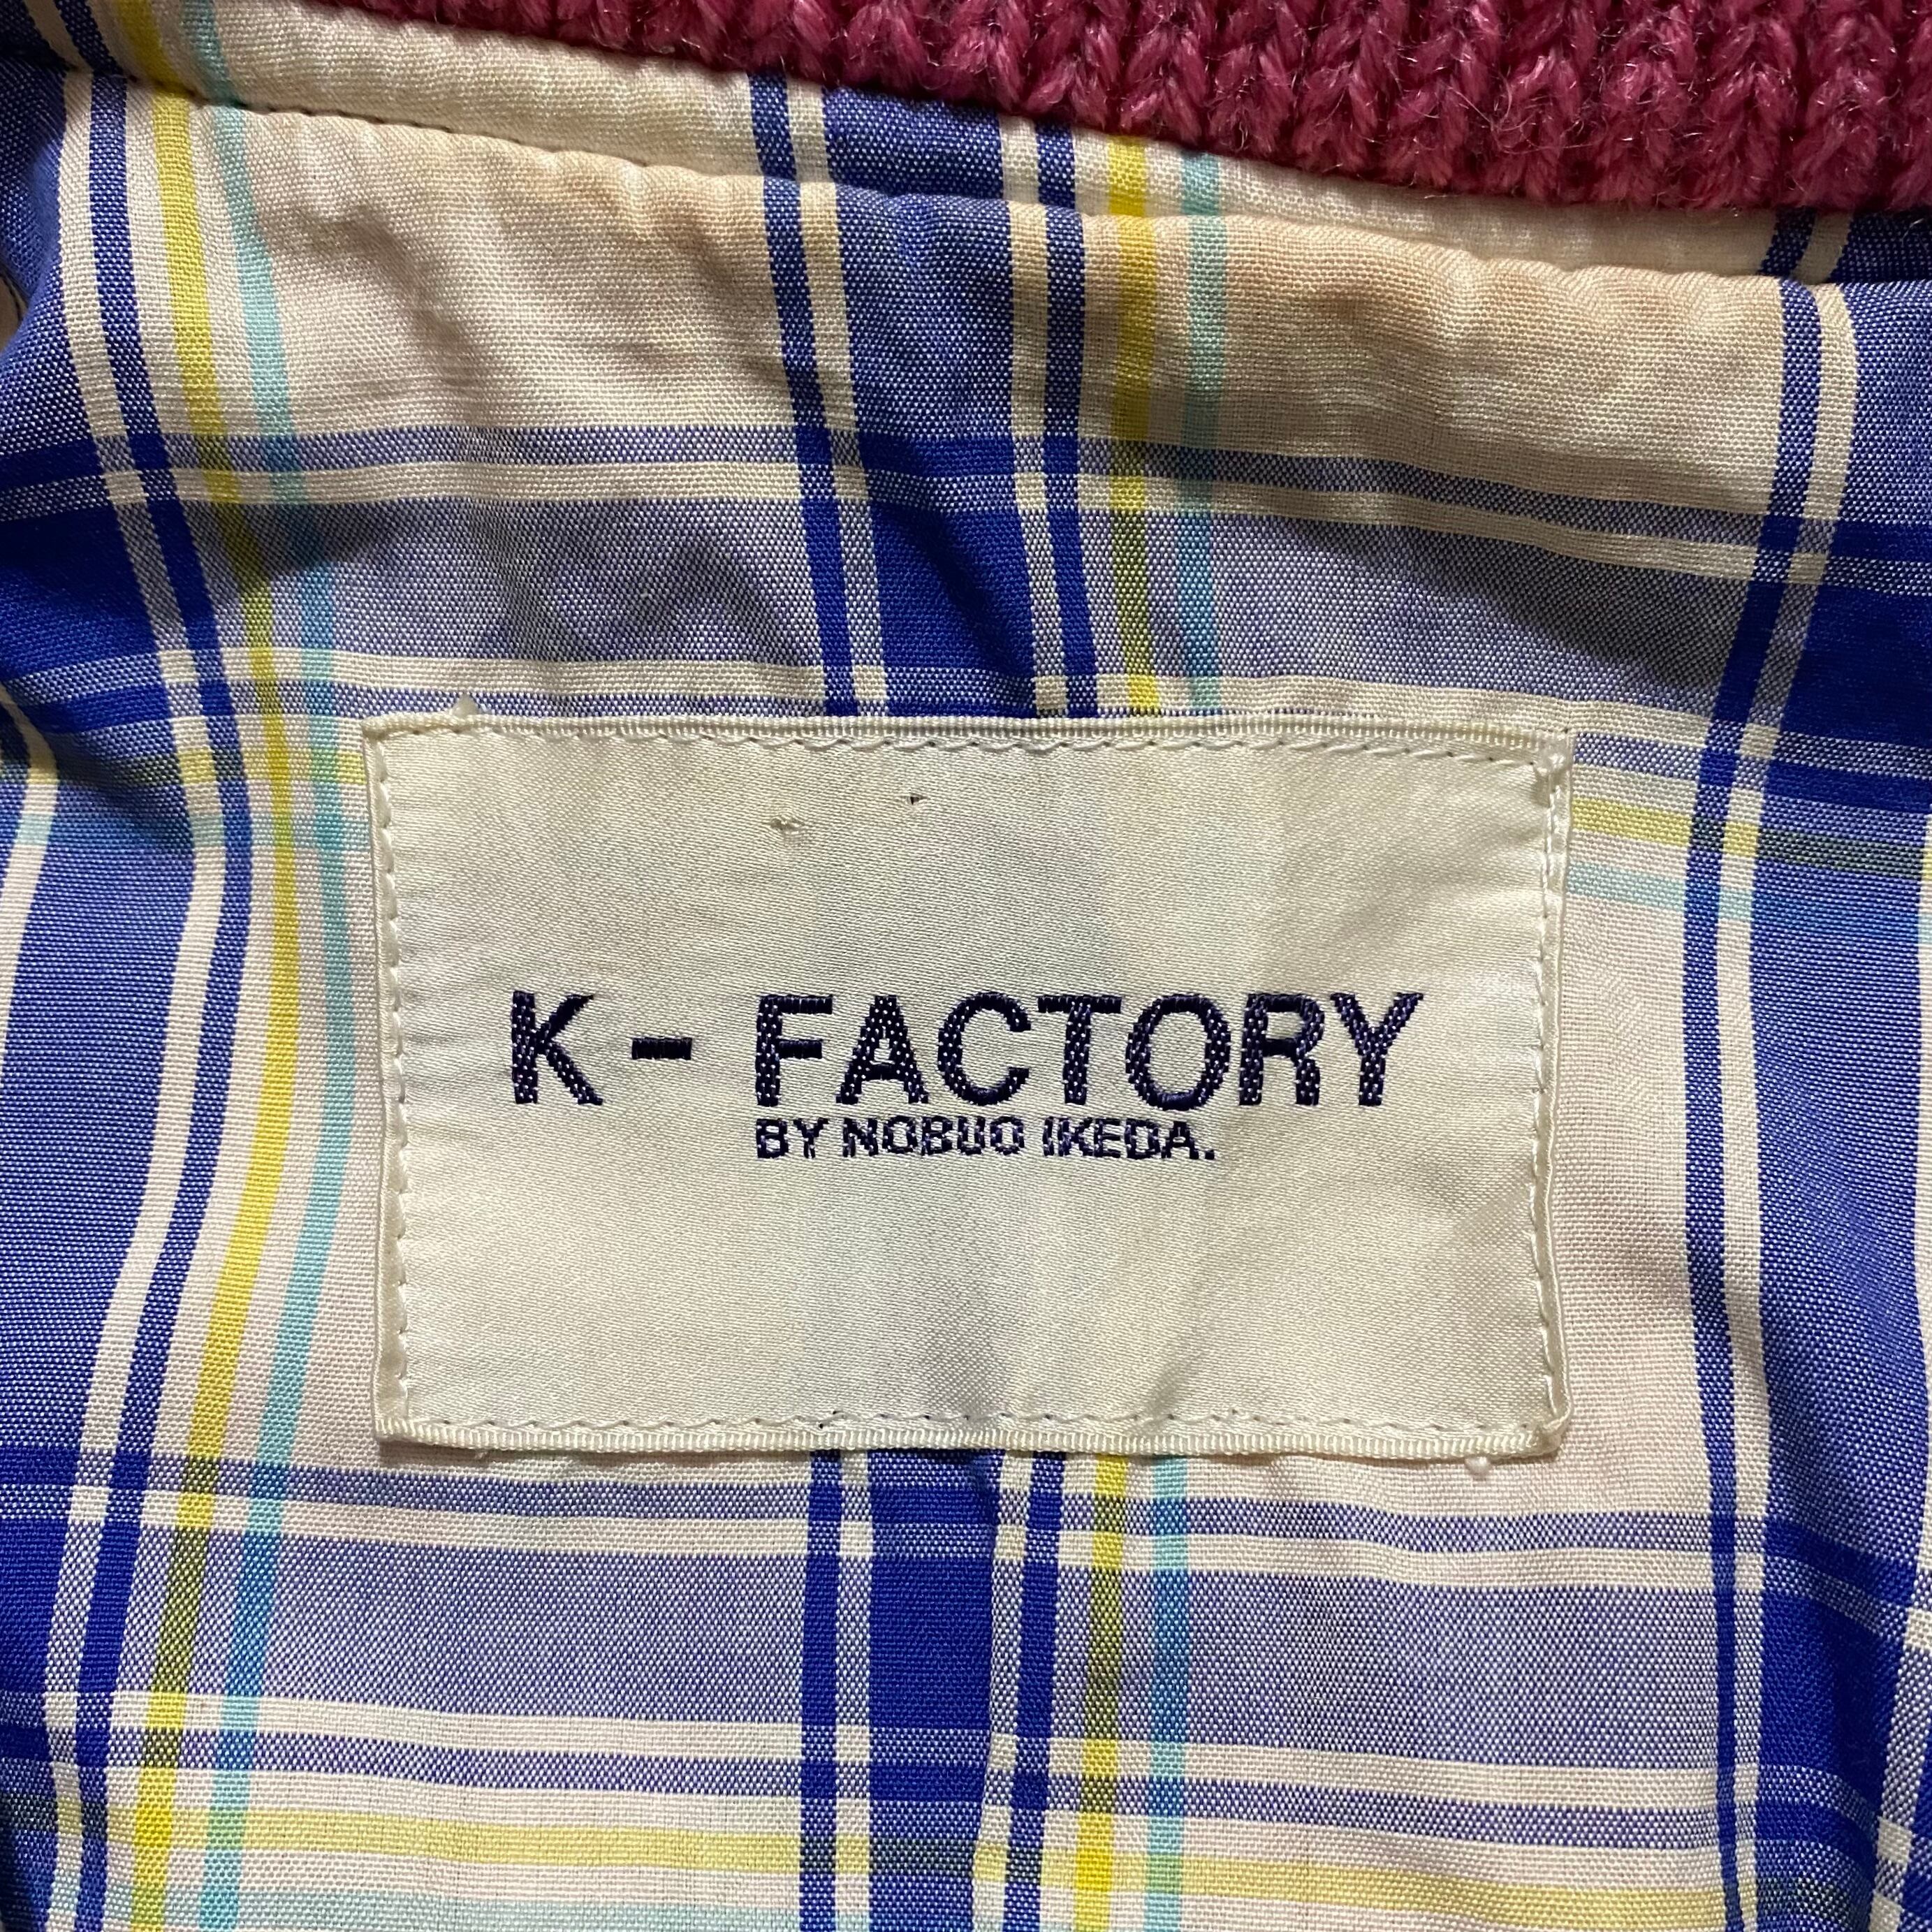 K- FACTORY
BY NOBUO IKEDA.